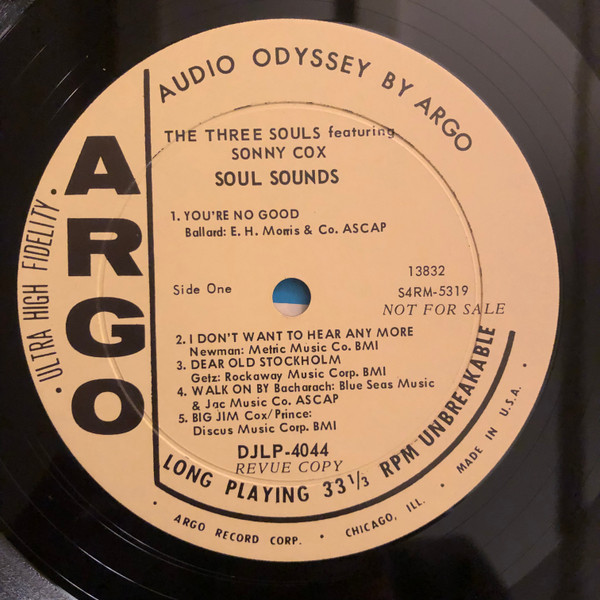 AUDIO ODYSSEY BY ARGO
THE THREE SOULS featuring
SONNY COX
SOUL SOUNDS
1. YOU'RE NO GOOD
Ballard: E. H. Morris & Co. ASCAP
13832
Side One
S4RM-5319
NOT FOR SALE
2. I DON'T WANT TO HEAR ANY MORE
Newman: Metric Music Co. BMI
3. DEAR OLD STOCKHOLM
Getz: Rockaway Music Corp. BMI
4. WALK ON BY Bacharach: Blue Seas Music
& Jac Music Co. ASCAP
5. BIG JIM Cox/Prince:
Discus Music Corp. BMI
DJLP-4044
REVUE COPY
LONG PLAYING 33 1/3 RPM UNBREAKABLE
• ULTRA HIGH FIDELITY •
ARGO
• ARGO RECORD CORP. • CHICAGO, ILL. • MADE IN U.S.A. •